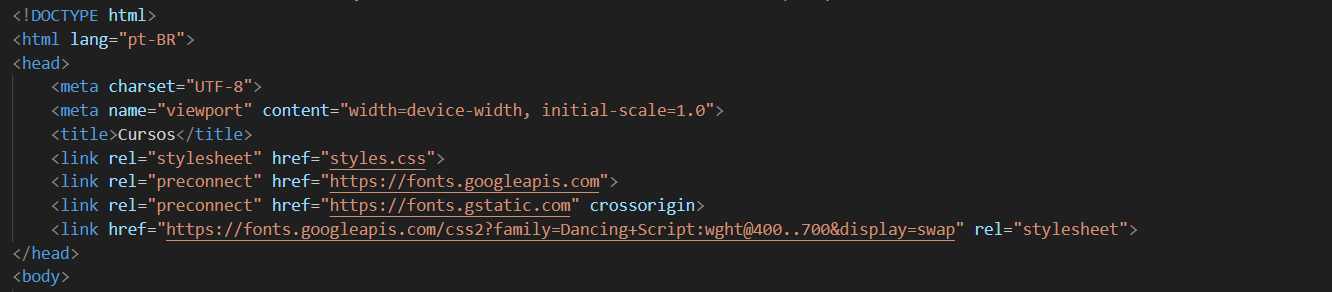 <!DOCTYPE html>
<html lang="pt-BR">
<head>
    <meta charset="UTF-8">
    <meta name="viewport" content="width=device-width, initial-scale=1.0">
    <title>Cursos</title>
    <link rel="stylesheet" href="styles.css">
    <link rel="preconnect" href="https://fonts.googleapis.com">
    <link rel="preconnect" href="https://fonts.gstatic.com" crossorigin>
    <link href="https://fonts.googleapis.com/css2?family=Dancing+Script:wght@400..700&display=swap" rel="stylesheet">
</head>
<body>